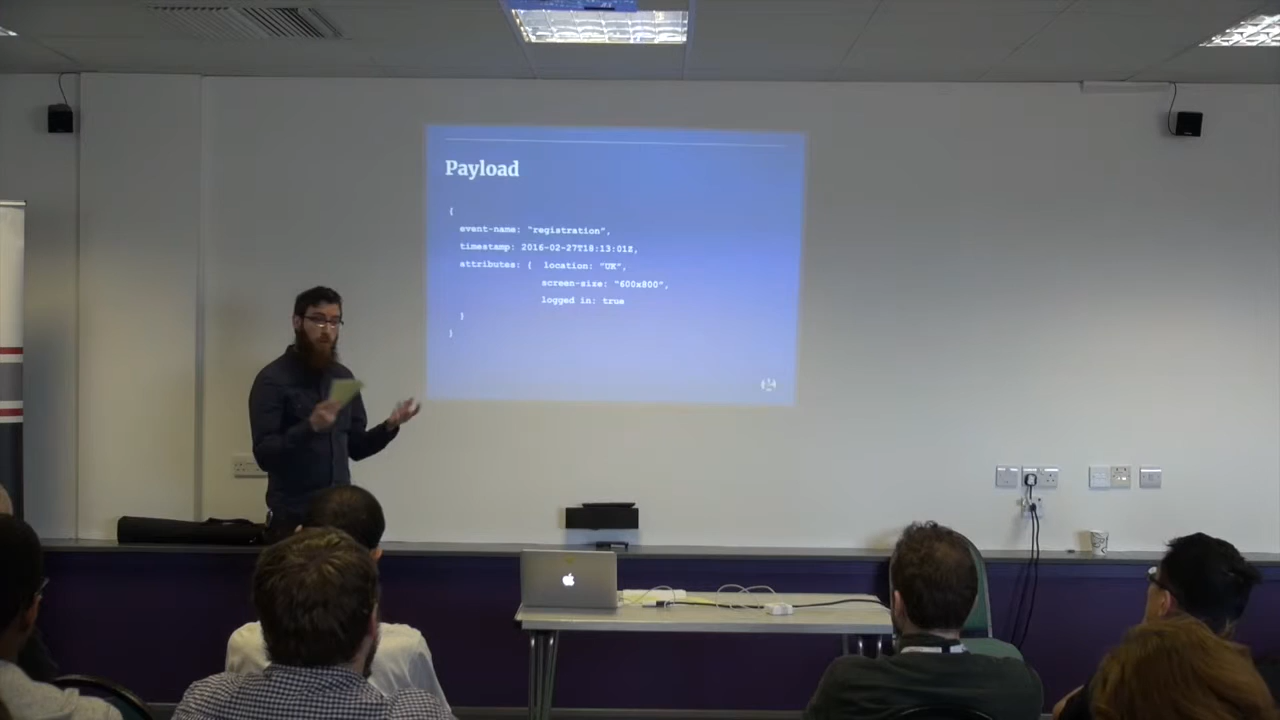 Payload
{
event-name: "registration",
timestamp: 2016-02-27T18:13:01Z,
attributes: { location: "UK",
screen-size: "600x800",
logged in: true
}
}